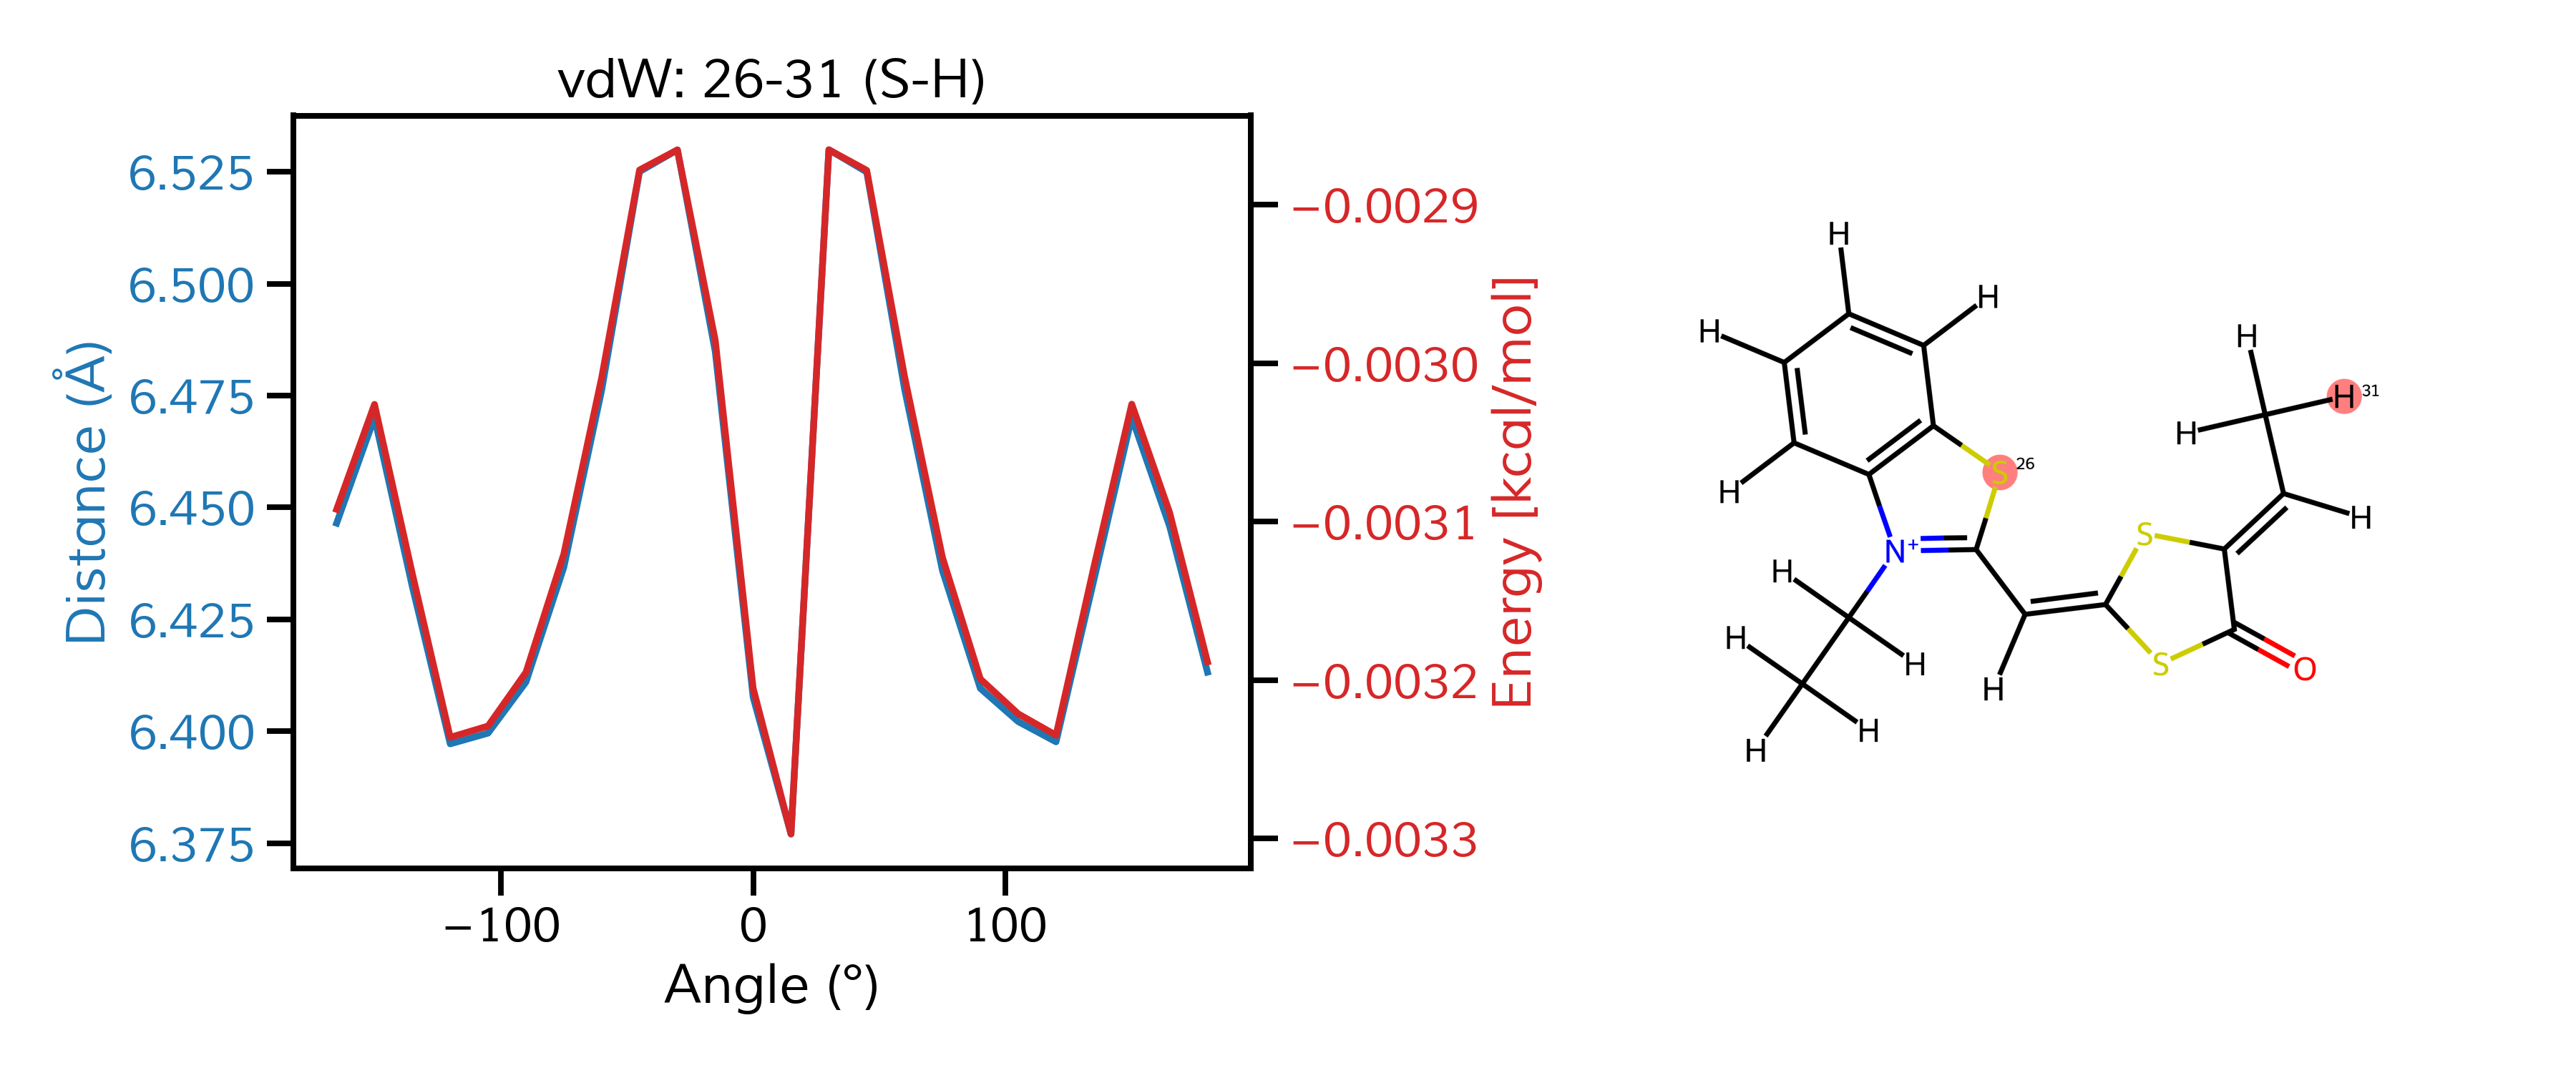 vdW: 26-31 (S-H)
6.525
6.500
6.475
6.450
6.425
6.400
6.375
Distance (Å)
−100
0
100
Angle (°)
−0.0029
−0.0030
−0.0031
−0.0032
−0.0033
Energy [kcal/mol]
H
H
H
H
H
H 31
H
S 26
H
H
S
N+
H
H
H
S
O
H
H
H